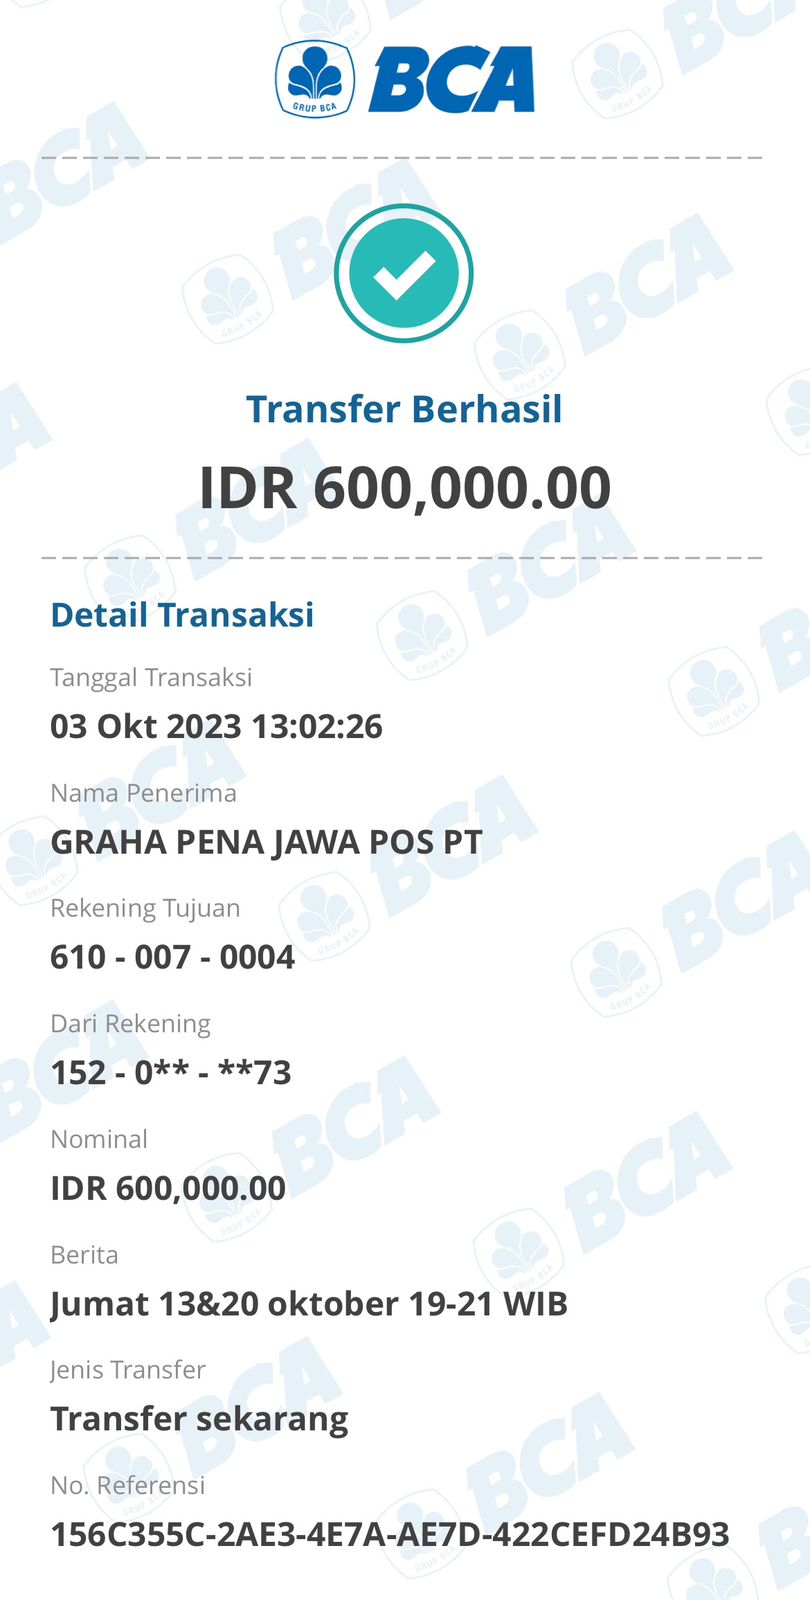 GRUP BCA
BCA
Transfer Berhasil
IDR 600,000.00
Detail Transaksi
Tanggal Transaksi
03 Okt 2023 13:02:26
Nama Penerima
GRAHA PENA JAWA POS PT
Rekening Tujuan
610 - 007 - 0004
Dari Rekening
152 - 0** - **73
Nominal
IDR 600,000.00
Berita
Jumat 13&20 oktober 19-21 WIB
Jenis Transfer
Transfer sekarang
No. Referensi
156C355C-2AE3-4E7A-AE7D-422CEFD24B93